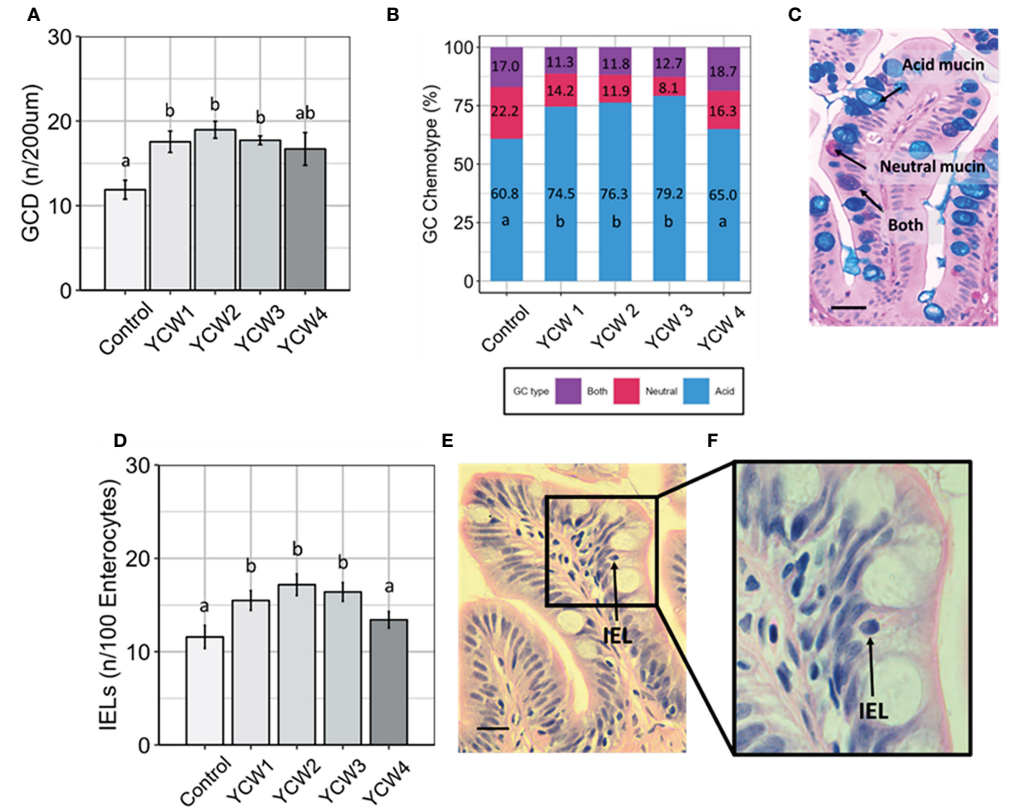 A
GCD (n/200um)
30
20
10
0
a
b
b
b
ab
Control
YCW1
YCW2
YCW3
YCW4
B
GC Chemotype (%)
100
75
50
25
0
17.0
11.3
11.8
12.7
18.7
22.2
14.2
11.9
8.1
16.3
60.8
74.5
76.3
79.2
65.0
a
b
b
b
a
Control
YCW 1
YCW 2
YCW 3
YCW 4
GC type Both Neutral Acid
C
Acid mucin
Neutral mucin
Both
D
IELs (n/100 Enterocytes)
30
20
10
0
a
b
b
b
a
Control
YCW1
YCW2
YCW3
YCW4
E
IEL
F
IEL